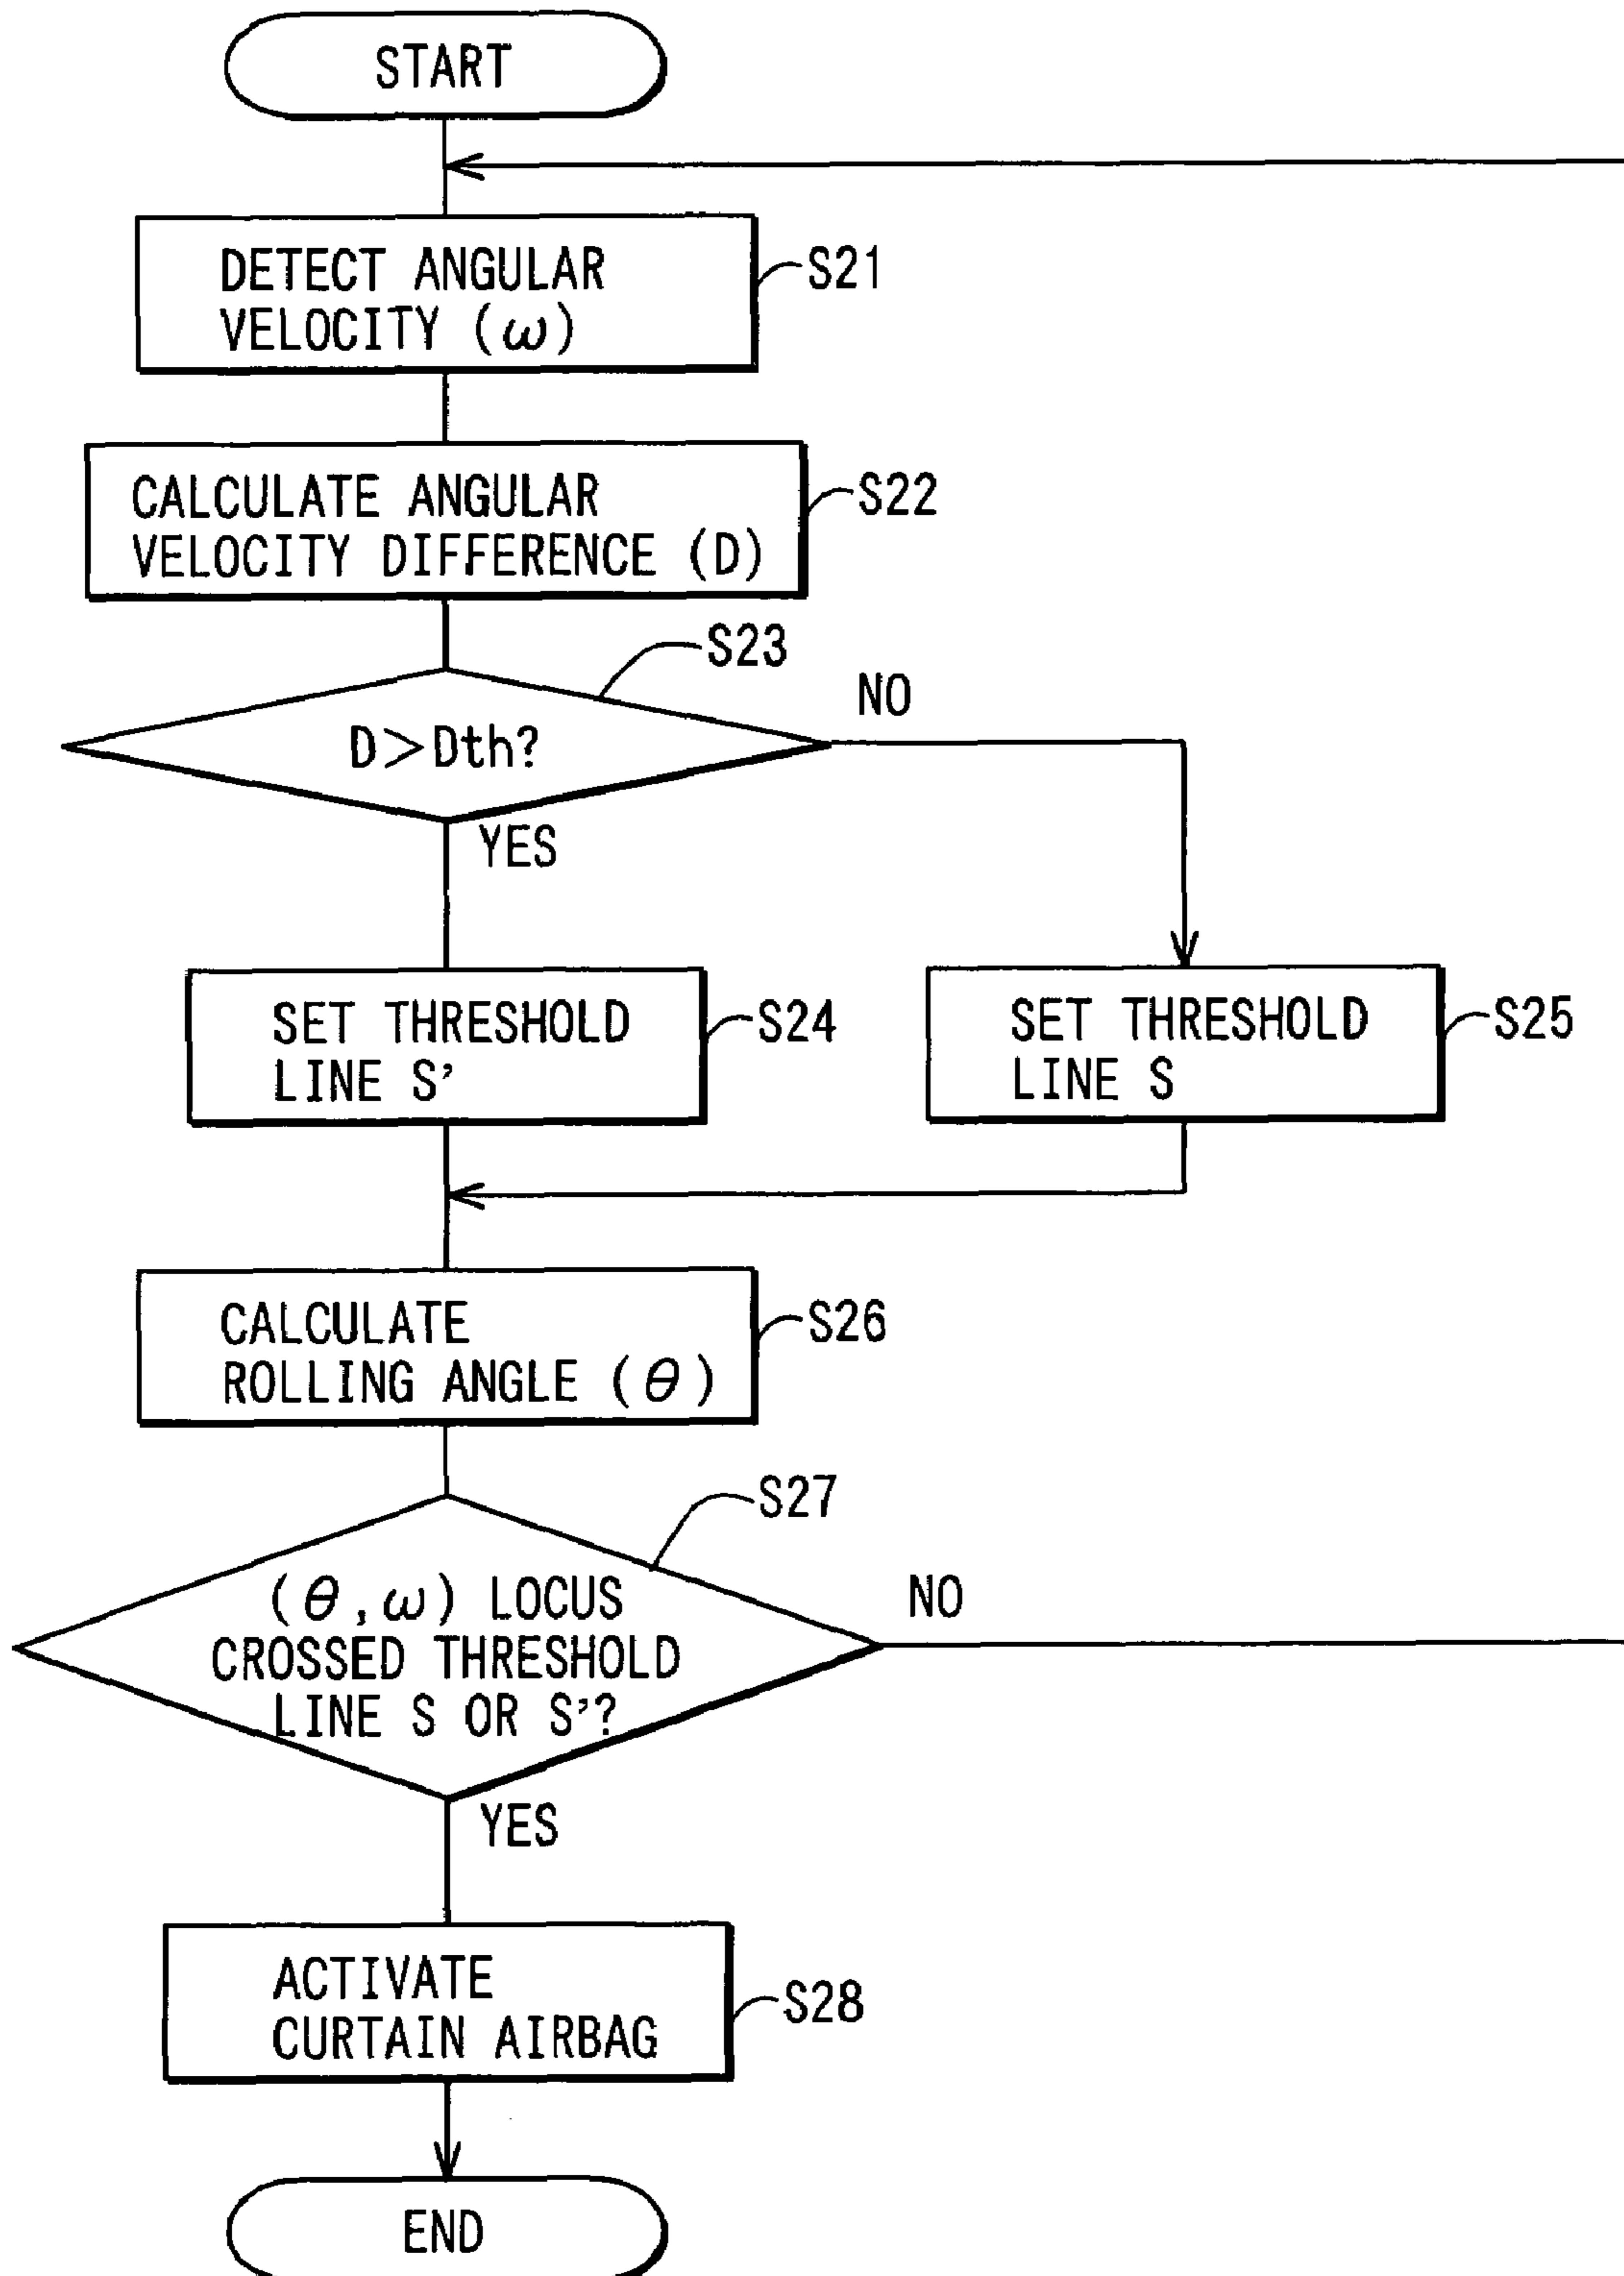 START
DETECT ANGULAR
VELOCITY (ω)
S21
CALCULATE ANGULAR
VELOCITY DIFFERENCE (D)
S22
S23
D>Dth?
NO
YES
SET THRESHOLD
LINE S'
S24
SET THRESHOLD
LINE S
S25
CALCULATE
ROLLING ANGLE (θ)
S26
S27
(θ,ω) LOCUS
CROSSED THRESHOLD
LINE S OR S'?
NO
YES
ACTIVATE
CURTAIN AIRBAG
S28
END